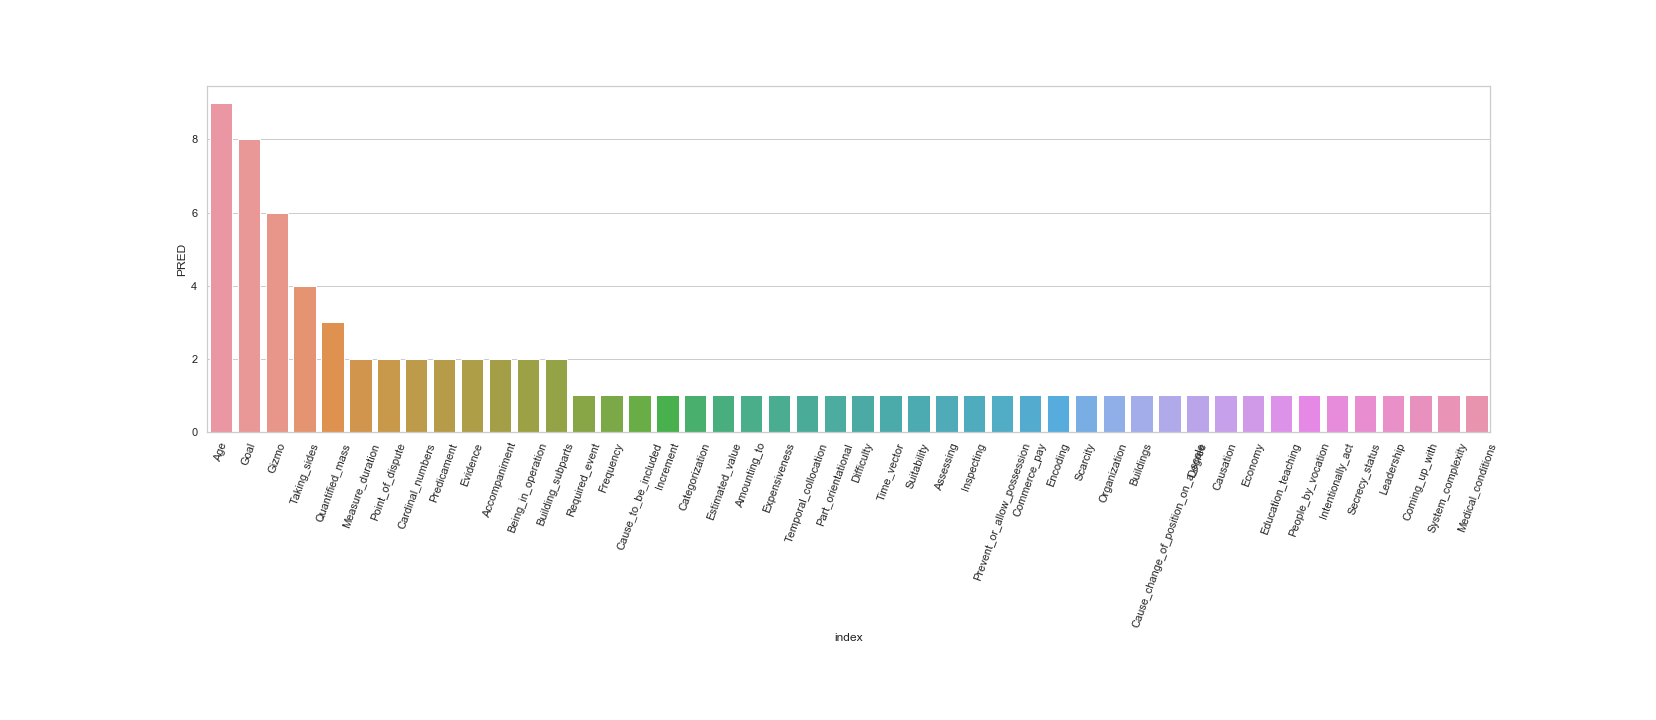 PRED
8
6
4
2
0
Age
Goal
Gizmo
Taking_sides
Quantified_mass
Measure_duration
Point_of_dispute
Cardinal_numbers
Predicament
Evidence
Accompaniment
Being_in_operation
Building_subparts
Required_event
Frequency
Cause_to_be_included
Increment
Categorization
Estimated_value
Amounting_to
Expensiveness
Temporal_collocation
Part_orientational
Difficulty
Time_vector
Suitability
Assessing
Inspecting
Prevent_or_allow_possession
Commerce_pay
Encoding
Scarcity
Organization
Buildings
Cause_change_of_position_on_a_scale
Degree
Causation
Economy
Education_teaching
People_by_vocation
Intentionally_act
Secrecy_status
Leadership
Coming_up_with
System_complexity
Medical_conditions
index